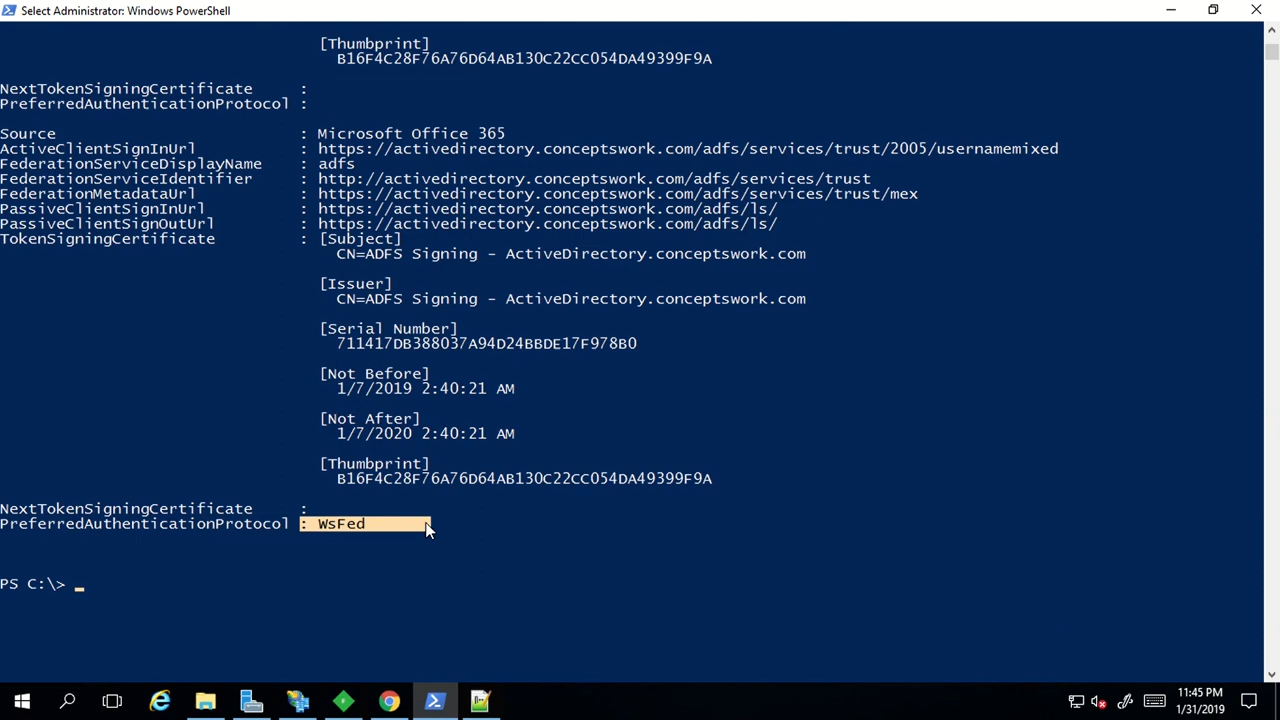 Select Administrator: Windows PowerShell
[Thumbprint]
B16F4C28F76A76D64AB130C22CC054DA49399F9A
NextTokenSigningCertificate :
PreferredAuthenticationProtocol :
Source : Microsoft Office 365
ActiveClientSignInUrl : https://activedirectory.conceptswork.com/adfs/services/trust/2005/usernamemixed
FederationServiceDisplayName : adfs
FederationServiceIdentifier : http://activedirectory.conceptswork.com/adfs/services/trust
FederationMetadataUrl : https://activedirectory.conceptswork.com/adfs/services/trust/mex
PassiveClientSignInUrl : https://activedirectory.conceptswork.com/adfs/ls/
PassiveClientSignOutUrl : https://activedirectory.conceptswork.com/adfs/ls/
TokenSigningCertificate : [Subject]
CN=ADFS Signing - ActiveDirectory.conceptswork.com
[Issuer]
CN=ADFS Signing - ActiveDirectory.conceptswork.com
[Serial Number]
711417DB388037A94D24BBDE17F978B0
[Not Before]
1/7/2019 2:40:21 AM
[Not After]
1/7/2020 2:40:21 AM
[Thumbprint]
B16F4C28F76A76D64AB130C22CC054DA49399F9A
NextTokenSigningCertificate :
PreferredAuthenticationProtocol : WsFed
PS C:\>
11:45 PM
1/31/2019